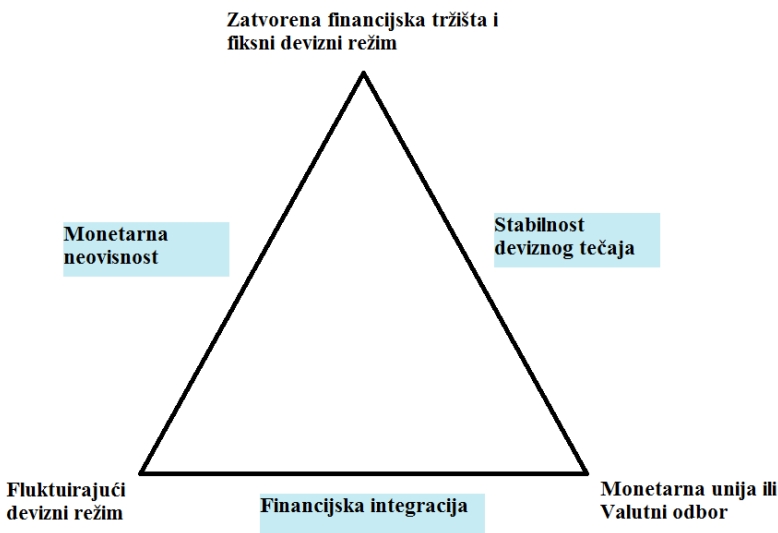 Zatvorena financijska tržišta i
fiksni devizni režim
Monetarna
neovisnost
Stabilnost
deviznog tečaja
Fluktuirajući
devizni režim
Financijska integracija
Monetarna unija ili
Valutni odbor